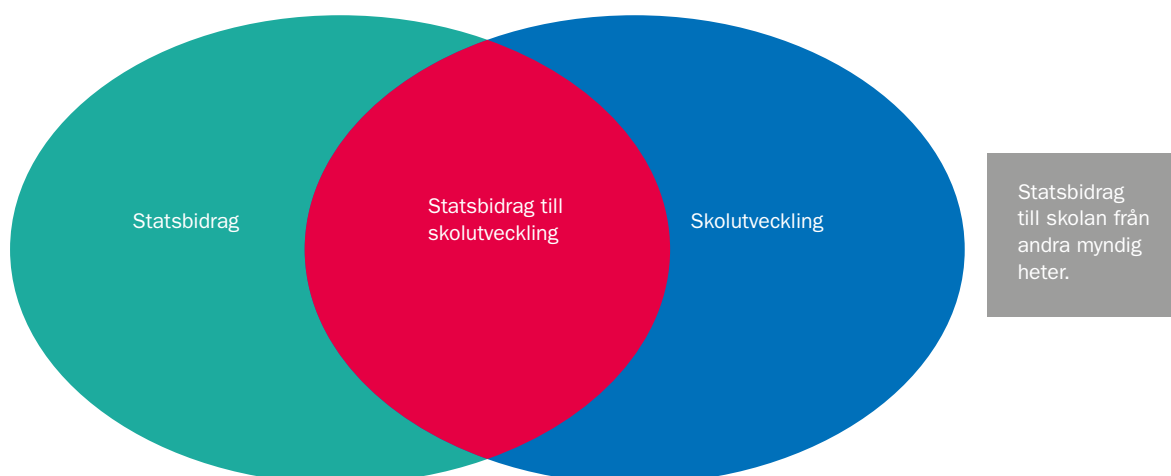 Statsbidrag
Statsbidrag till
skolutveckling
Skolutveckling
Statsbidrag
till skolan från
andra myndig
heter.